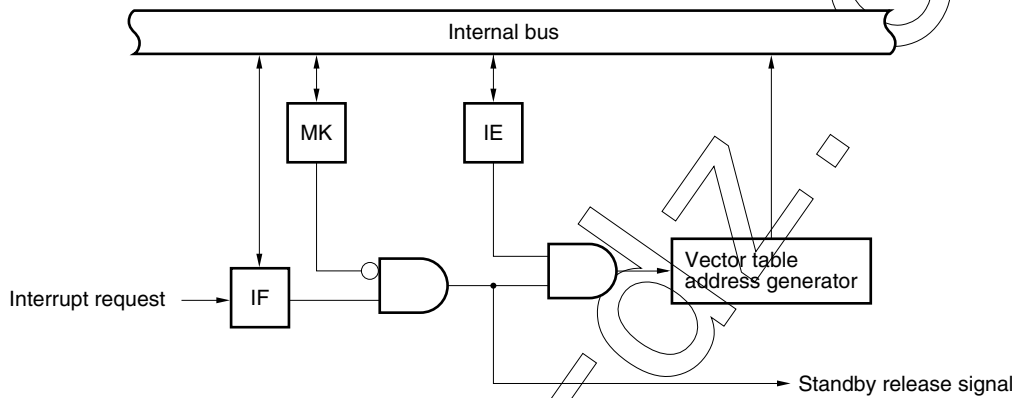 Internal bus
MK
IE
Vector table
address generator
Interrupt request
IF
Standby release signal